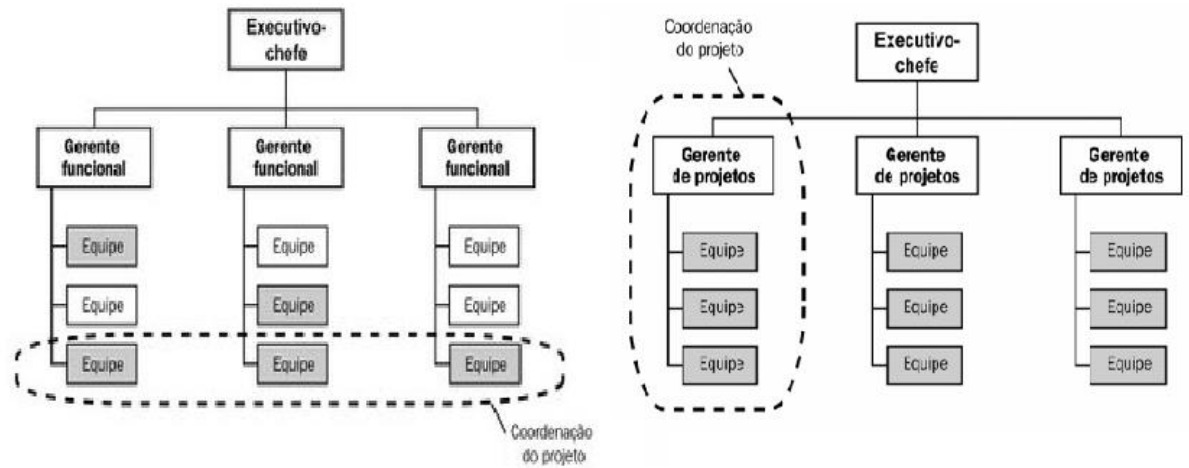 Executivo-
chefe
Gerente
funcional
Gerente
funcional
Gerente
funcional
Equipe
Equipe
Equipe
Equipe
Equipe
Equipe
Equipe
Equipe
Equipe
Coordenação
do projeto
Coordenação
do projeto
Executivo-
chefe
Gerente
de projetos
Gerente
de projetos
Gerente
de projetos
Equipe
Equipe
Equipe
Equipe
Equipe
Equipe
Equipe
Equipe
Equipe